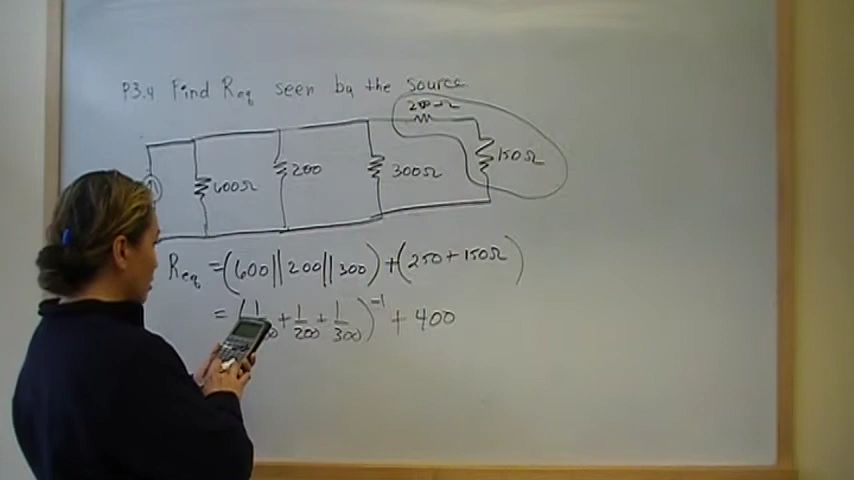 P3.4 Find Req seen by the source
600Ω 200 300Ω 150Ω
Req = (600||200||300) + (250+150Ω)
= ( 1 + 1/200 + 1/300 )⁻¹ + 400